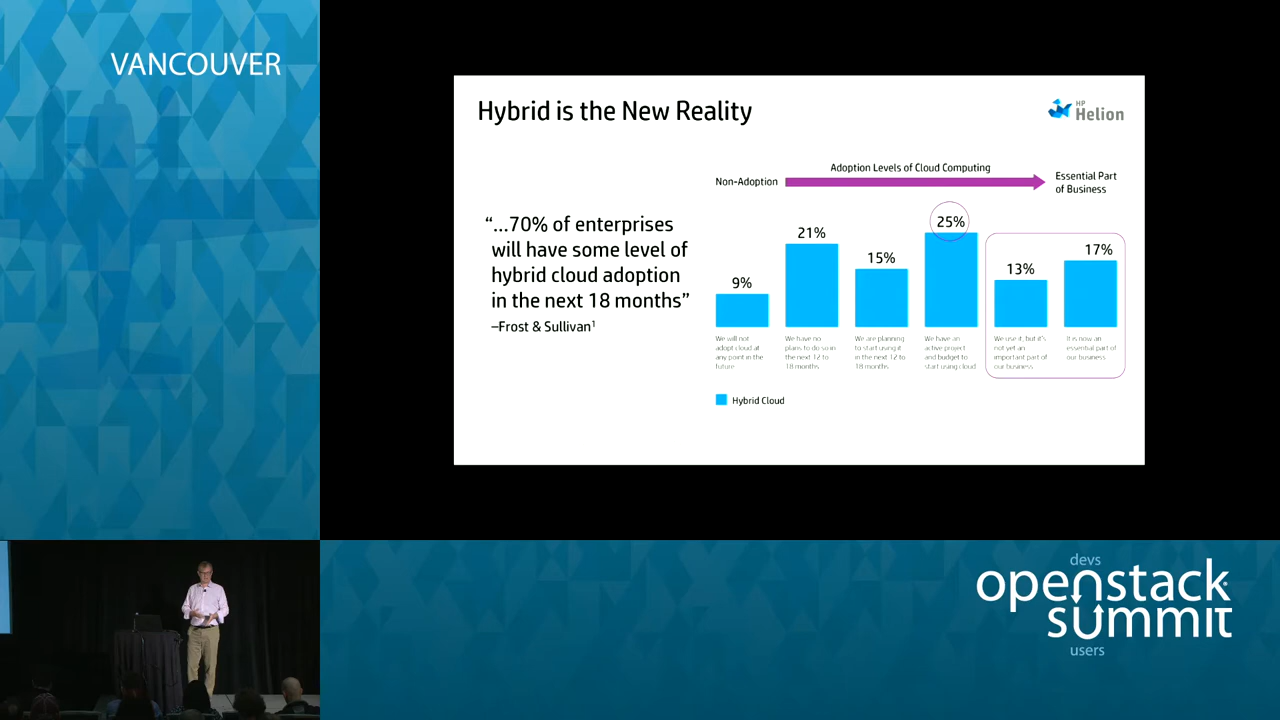 VANCOUVER
Hybrid is the New Reality
HP
Helion
Adoption Levels of Cloud Computing
Non-Adoption
Essential Part
of Business
“...70% of enterprises
will have some level of
hybrid cloud adoption
in the next 18 months”
–Frost & Sullivan1
9%
21%
15%
25%
13%
17%
We will not
adopt cloud at
any point in the
future
We have no
plans to do so in
the next 12 to
18 months
We are planning
to start using it
in the next 12 to
18 months
We have an
active project
and budget to
start using cloud
We use it, but it's
not yet an
important part of
our business
It is now an
essential part of
our business
Hybrid Cloud
devs
openstack
summit
users